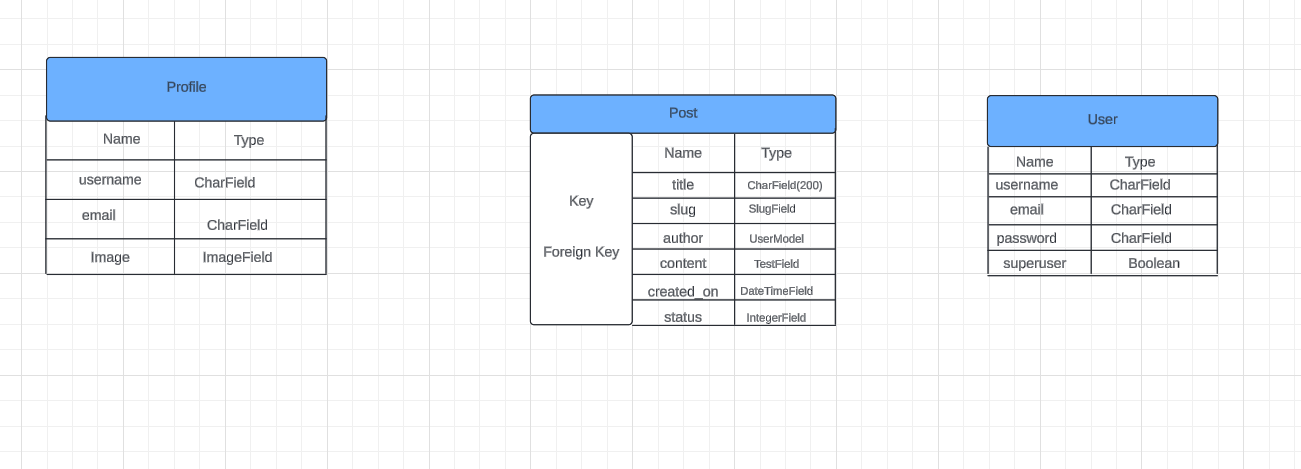 Profile
Name Type
username CharField
email CharField
Image ImageField
Post
Key
Foreign Key
Name Type
title CharField(200)
slug SlugField
author UserModel
content TestField
created_on DateTimeField
status IntegerField
User
Name Type
username CharField
email CharField
password CharField
superuser Boolean